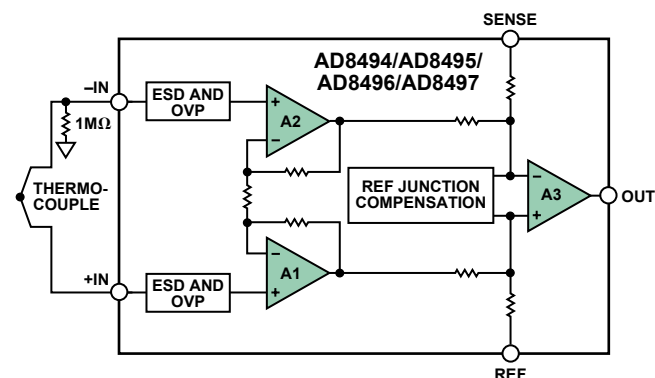 SENSE
AD8494/AD8495/
AD8496/AD8497
–IN
ESD AND
OVP
+
A2
–
1MΩ
THERMO-
COUPLE
REF JUNCTION
COMPENSATION
–
A3
+
OUT
–
A1
+
+IN
ESD AND
OVP
REF